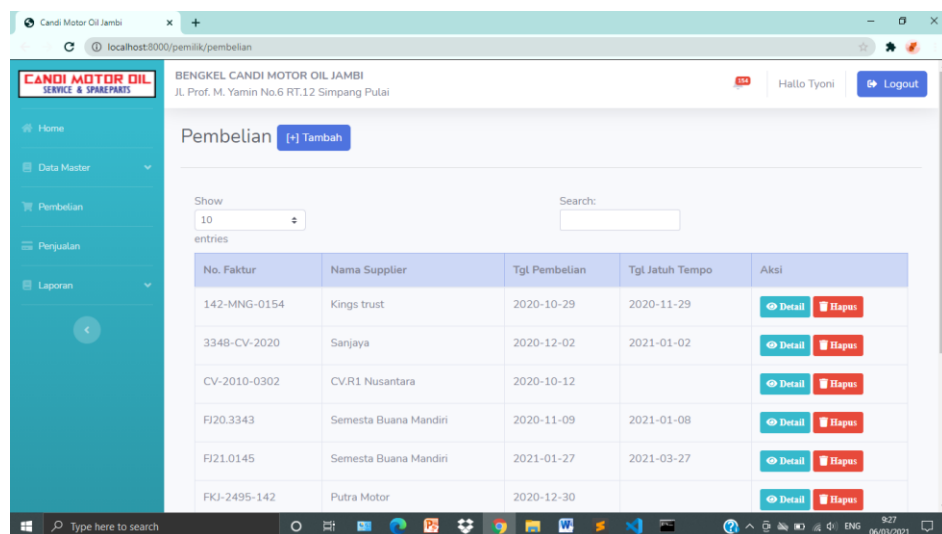 Candi Motor Oil Jambi
localhost:8000/pemilik/pembelian
CANDI MOTOR OIL
SERVICE & SPAREPARTS
BENGKEL CANDI MOTOR OIL JAMBI
Jl. Prof. M. Yamin No.6 RT.12 Simpang Pulai
154
Hallo Tyoni
Logout
Home
Data Master
Pembelian
Penjualan
Laporan
Pembelian [+] Tambah
Show
10
entries
Search:
No. Faktur Nama Supplier Tgl Pembelian Tgl Jatuh Tempo Aksi
142-MNG-0154 Kings trust 2020-10-29 2020-11-29 Detail Hapus
3348-CV-2020 Sanjaya 2020-12-02 2021-01-02 Detail Hapus
CV-2010-0302 CV.R1 Nusantara 2020-10-12 Detail Hapus
FJ20.3343 Semesta Buana Mandiri 2020-11-09 2021-01-08 Detail Hapus
FJ21.0145 Semesta Buana Mandiri 2021-01-27 2021-03-27 Detail Hapus
FKJ-2495-142 Putra Motor 2020-12-30 Detail Hapus
Type here to search
ENG
9:27
06/03/2021